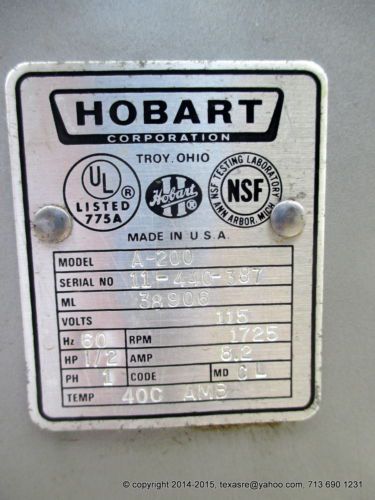 HOBART
CORPORATION
TROY, OHIO
UL ®
LISTED
775A
Hobart ®
NSF TESTING LABORATORY
NSF
ANN ARBOR, MICH
MADE IN U.S.A.
MODEL A-200
SERIAL NO 11-440-387
ML 38906
VOLTS 115
Hz 60 RPM 1725
HP 1/2 AMP 8.2
PH 1 CODE MD CL
TEMP 40C AMB
© copyright 2014-2015, texasre@yahoo.com, 713 690 1231